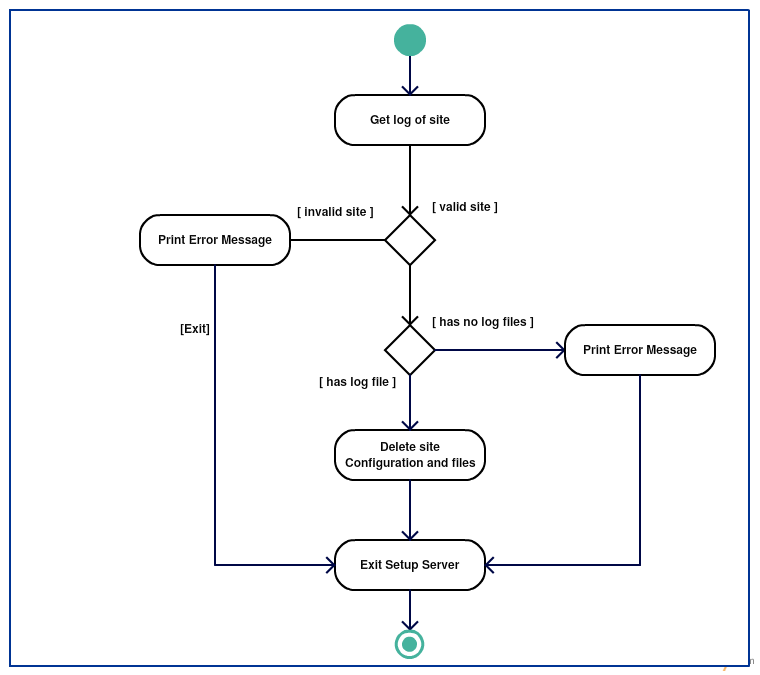 Get log of site
[ invalid site ]
[ valid site ]
Print Error Message
[ has no log files ]
[Exit]
Print Error Message
[ has log file ]
Delete site
Configuration and files
Exit Setup Server